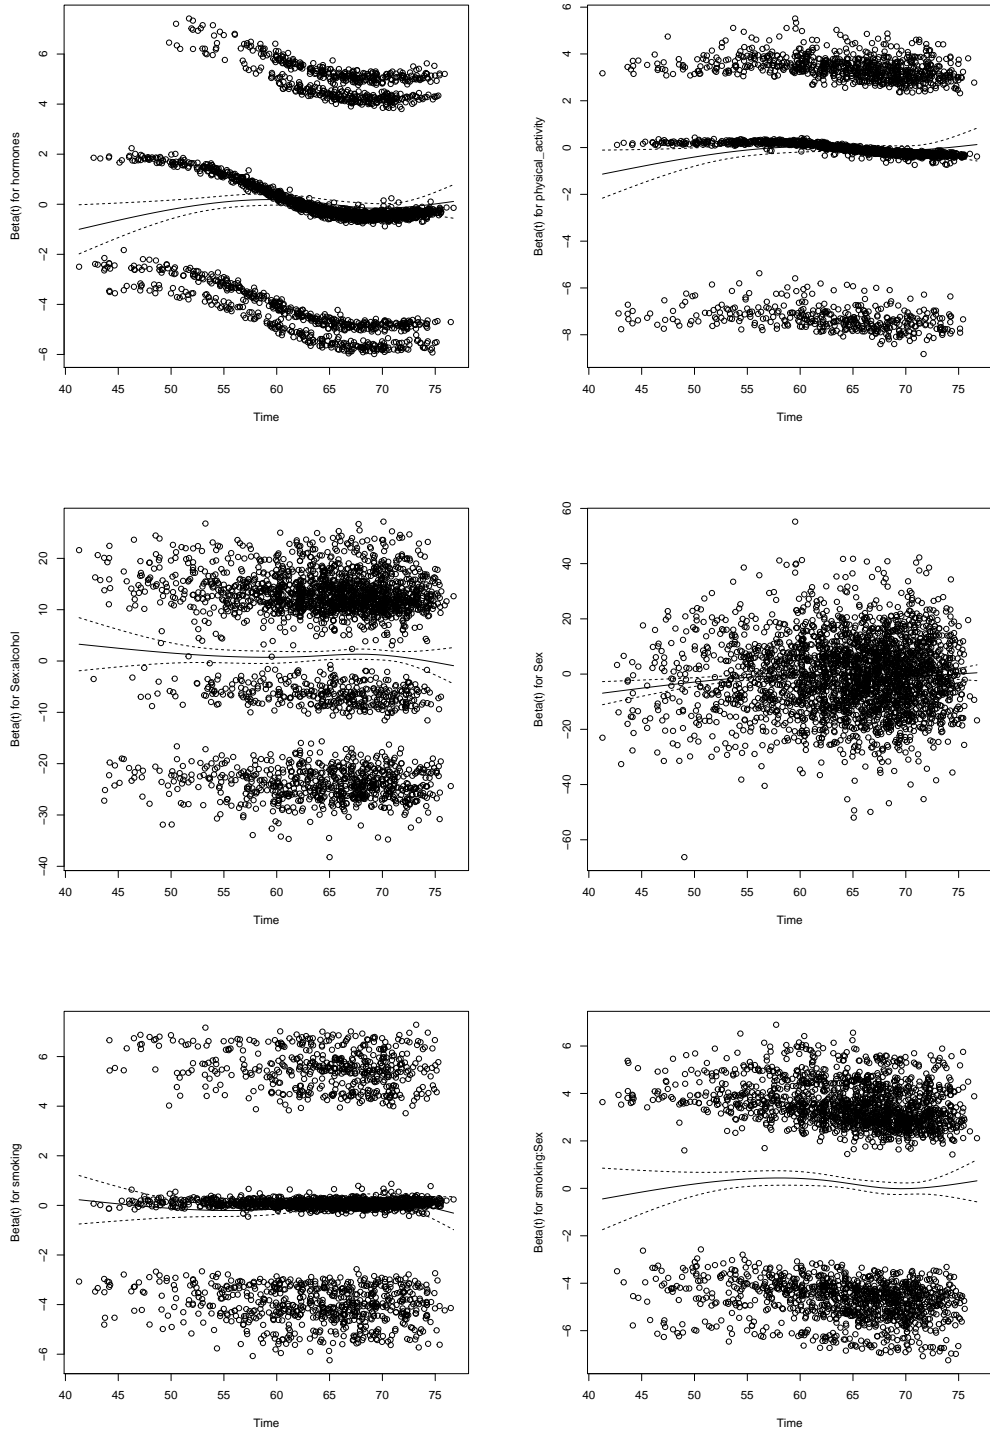 Beta(t) for hormones
6
4
2
0
−2
−4
−6
40 45 50 55 60 65 70 75
Time
Beta(t) for physical_activity
6
4
2
0
−2
−4
−6
−8
40 45 50 55 60 65 70 75
Time
Beta(t) for Sex:alcohol
20
10
0
−10
−20
−30
−40
40 45 50 55 60 65 70 75
Time
Beta(t) for Sex
60
40
20
0
−20
−40
−60
40 45 50 55 60 65 70 75
Time
Beta(t) for smoking
6
4
2
0
−2
−4
−6
40 45 50 55 60 65 70 75
Time
Beta(t) for smoking:Sex
6
4
2
0
−2
−4
−6
40 45 50 55 60 65 70 75
Time